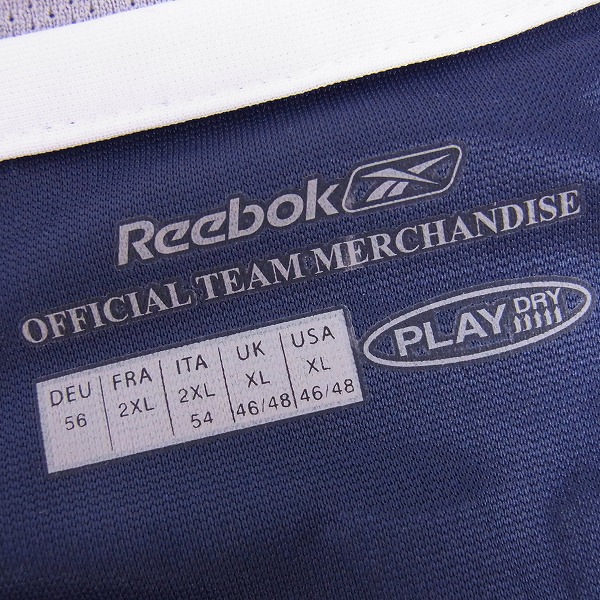 Reebok
OFFICIAL TEAM MERCHANDISE
PLAY DRY
DEU FRA ITA UK USA
56 2XL 2XL XL XL
54 46/48 46/48